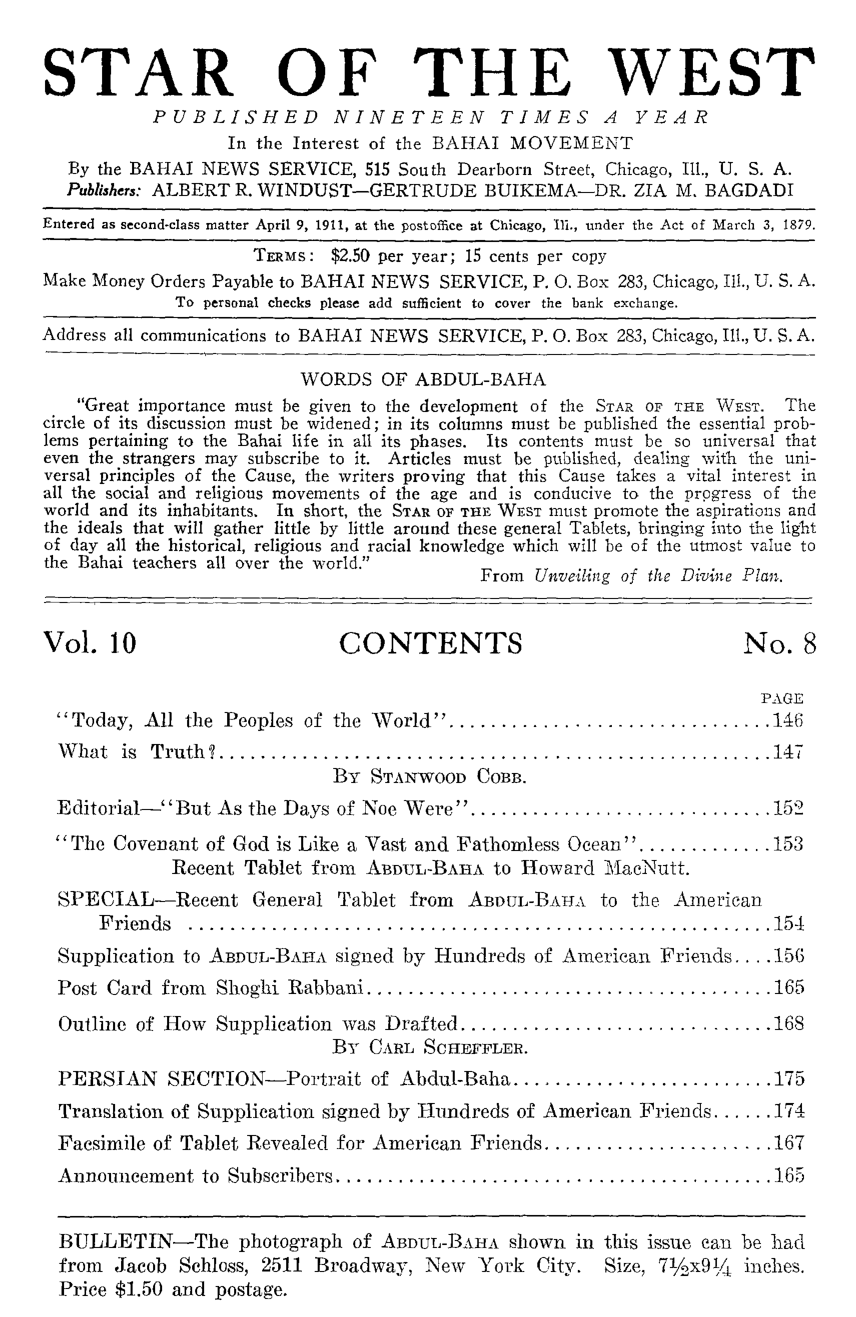 STAR OF THE WEST
PUBLISHED NINETEEN TIMES A YEAR
In the Interest of the BAHAI MOVEMENT
By the BAHAI NEWS SERVICE, 515 South Dearborn Street, Chicago, Ill., U. S. A.
Publishers: ALBERT R. WINDUST—GERTRUDE BUIKEMA—DR. ZIA M. BAGDADI
Entered as second-class matter April 9, 1911, at the postoffice at Chicago, Ill., under the Act of March 3, 1879.
TERMS: $2.50 per year; 15 cents per copy
Make Money Orders Payable to BAHAI NEWS SERVICE, P. O. Box 283, Chicago, Ill., U. S. A.
To personal checks please add sufficient to cover the bank exchange.
Address all communications to BAHAI NEWS SERVICE, P. O. Box 283, Chicago, Ill., U. S. A.
WORDS OF ABDUL-BAHA
"Great importance must be given to the development of the STAR OF THE WEST. The
circle of its discussion must be widened; in its columns must be published the essential prob-
lems pertaining to the Bahai life in all its phases. Its contents must be so universal that
even the strangers may subscribe to it. Articles must be published, dealing with the uni-
versal principles of the Cause, the writers proving that this Cause takes a vital interest in
all the social and religious movements of the age and is conducive to the progress of the
world and its inhabitants. In short, the STAR OF THE WEST must promote the aspirations and
the ideals that will gather little by little around these general Tablets, bringing into the light
of day all the historical, religious and racial knowledge which will be of the utmost value to
the Bahai teachers all over the world."
From Unveiling of the Divine Plan.
Vol. 10 CONTENTS No. 8
PAGE
"Today, All the Peoples of the World"..............................146
What is Truth?.....................................................147
BY STANWOOD COBB.
Editorial—"But As the Days of Noe Were"............................152
"The Covenant of God is Like a Vast and Fathomless Ocean".............153
Recent Tablet from ABDUL-BAHA to Howard MacNutt.
SPECIAL—Recent General Tablet from ABDUL-BAHA to the American
Friends .......................................................154
Supplication to ABDUL-BAHA signed by Hundreds of American Friends....156
Post Card from Shoghi Rabbani......................................165
Outline of How Supplication was Drafted.............................168
BY CARL SCHEFFLER.
PERSIAN SECTION—Portrait of Abdul-Baha.........................175
Translation of Supplication signed by Hundreds of American Friends......174
Facsimile of Tablet Revealed for American Friends......................167
Announcement to Subscribers.........................................165
BULLETIN—The photograph of ABDUL-BAHA shown in this issue can be had
from Jacob Schloss, 2511 Broadway, New York City. Size, 7½x9¼ inches.
Price $1.50 and postage.